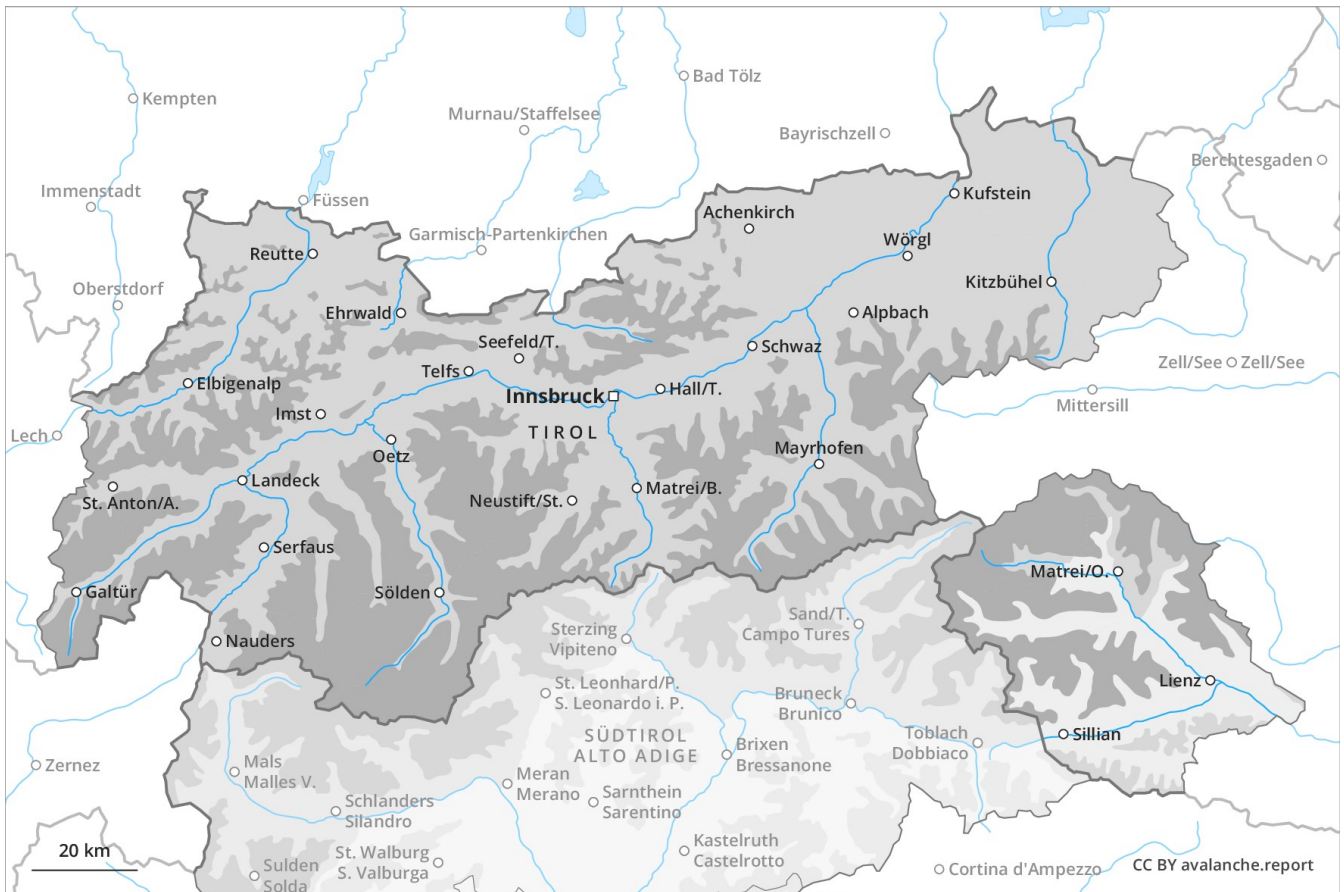 Kempten
Bad Tölz
Murnau/Staffelsee
Bayrischzell
Berchtesgaden
Immenstadt
Füssen
Kufstein
Achenkirch
Garmisch-Partenkirchen
Wörgl
Reutte
Oberstdorf
Kitzbühel
Ehrwald
Alpbach
Seefeld/T.
Schwaz
Zell/See
Zell/See
Telfs
Elbigenalp
Innsbruck
Hall/T.
Mittersill
Imst
TIROL
Lech
Oetz
Mayrhofen
Landeck
Matrei/B.
St. Anton/A.
Neustift/St.
Serfaus
Matrei/O.
Galtür
Sölden
Sand/T.
Campo Tures
Sterzing
Vipiteno
Nauders
Lienz
St. Leonhard/P.
S. Leonardo i. P.
Bruneck
Brunico
SÜDTIROL
ALTO ADIGE
Toblach
Dobbiaco
Sillian
Brixen
Bressanone
Zernez
Mals
Malles V.
Meran
Merano
Sarnthein
Sarentino
Schlanders
Silandro
Kastelruth
Castelrotto
20 km
St. Walburg
S. Valburga
Sulden
Solda
Cortina d'Ampezzo
CC BY avalanche.report